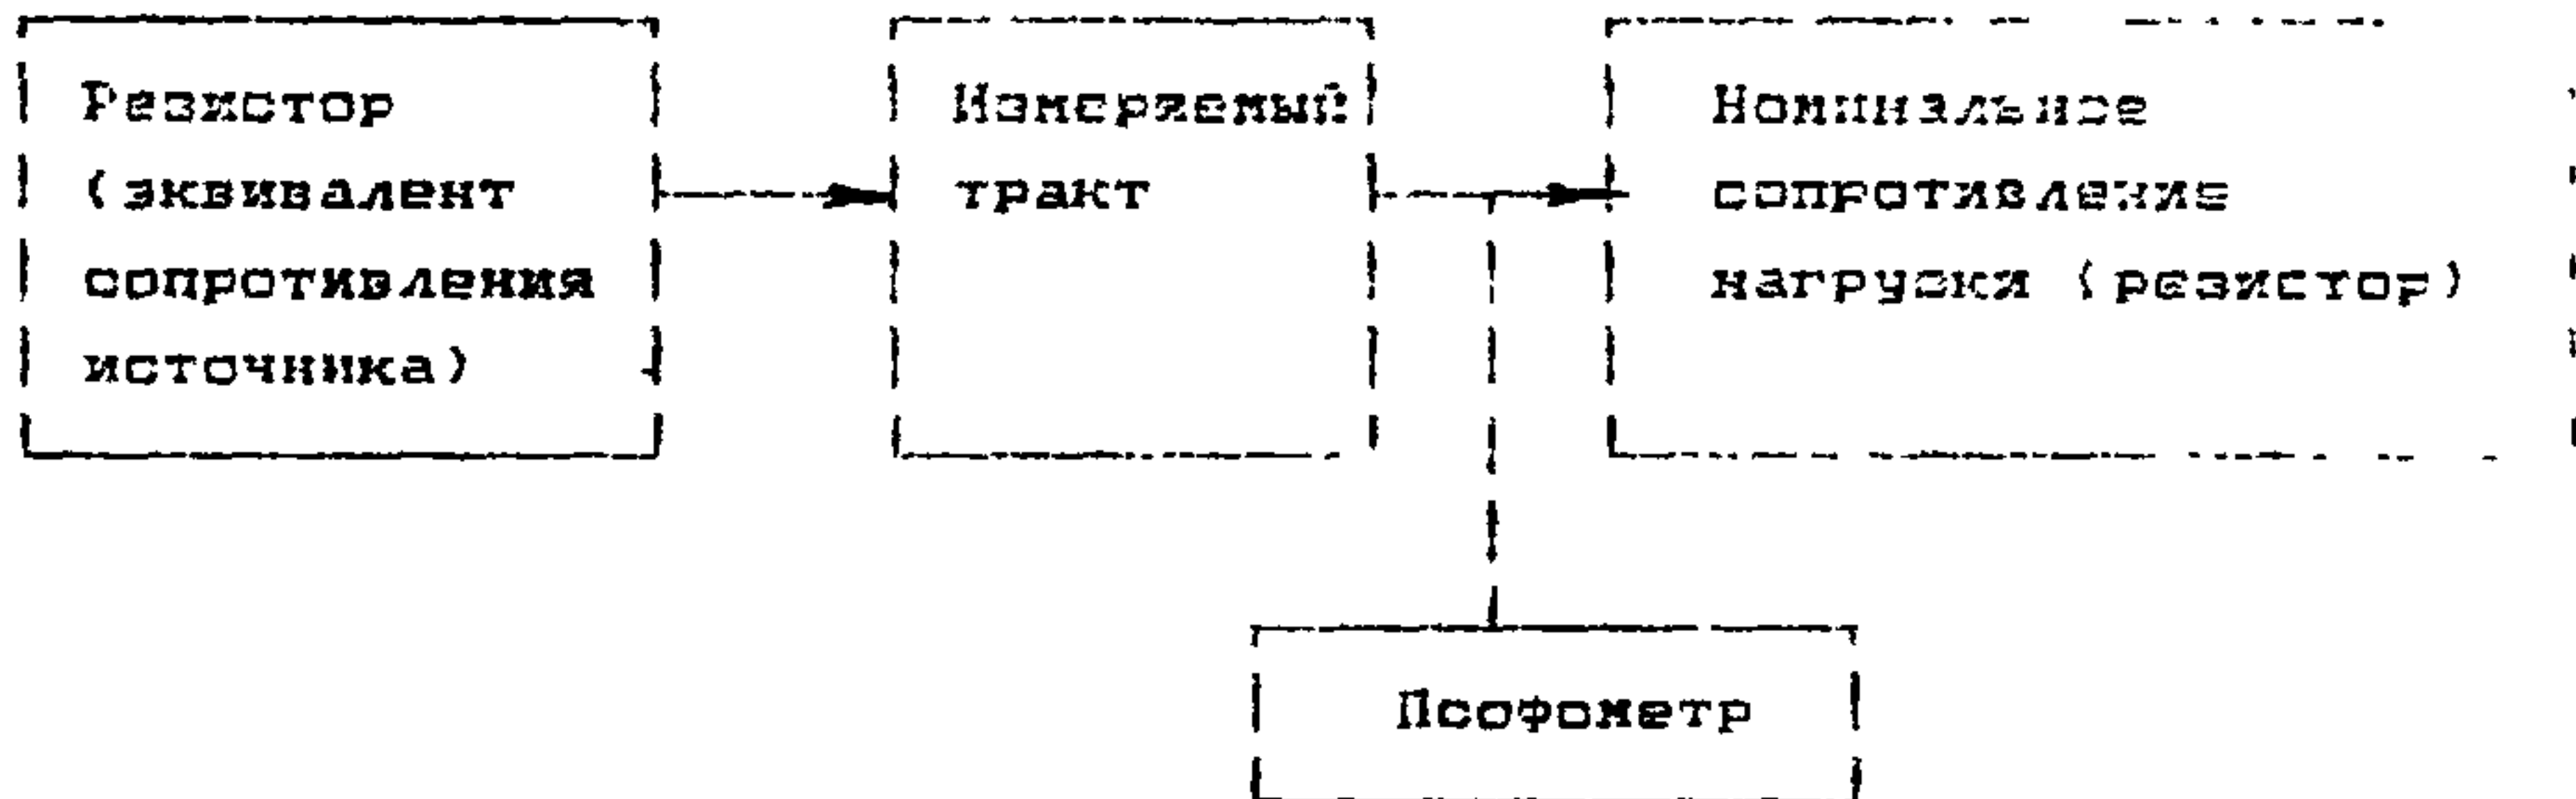 Резистор
(эквивалент
сопротивления
источника)
Измеряемый
тракт
Номинальное
сопротивление
нагрузки (резистор)
Псофометр